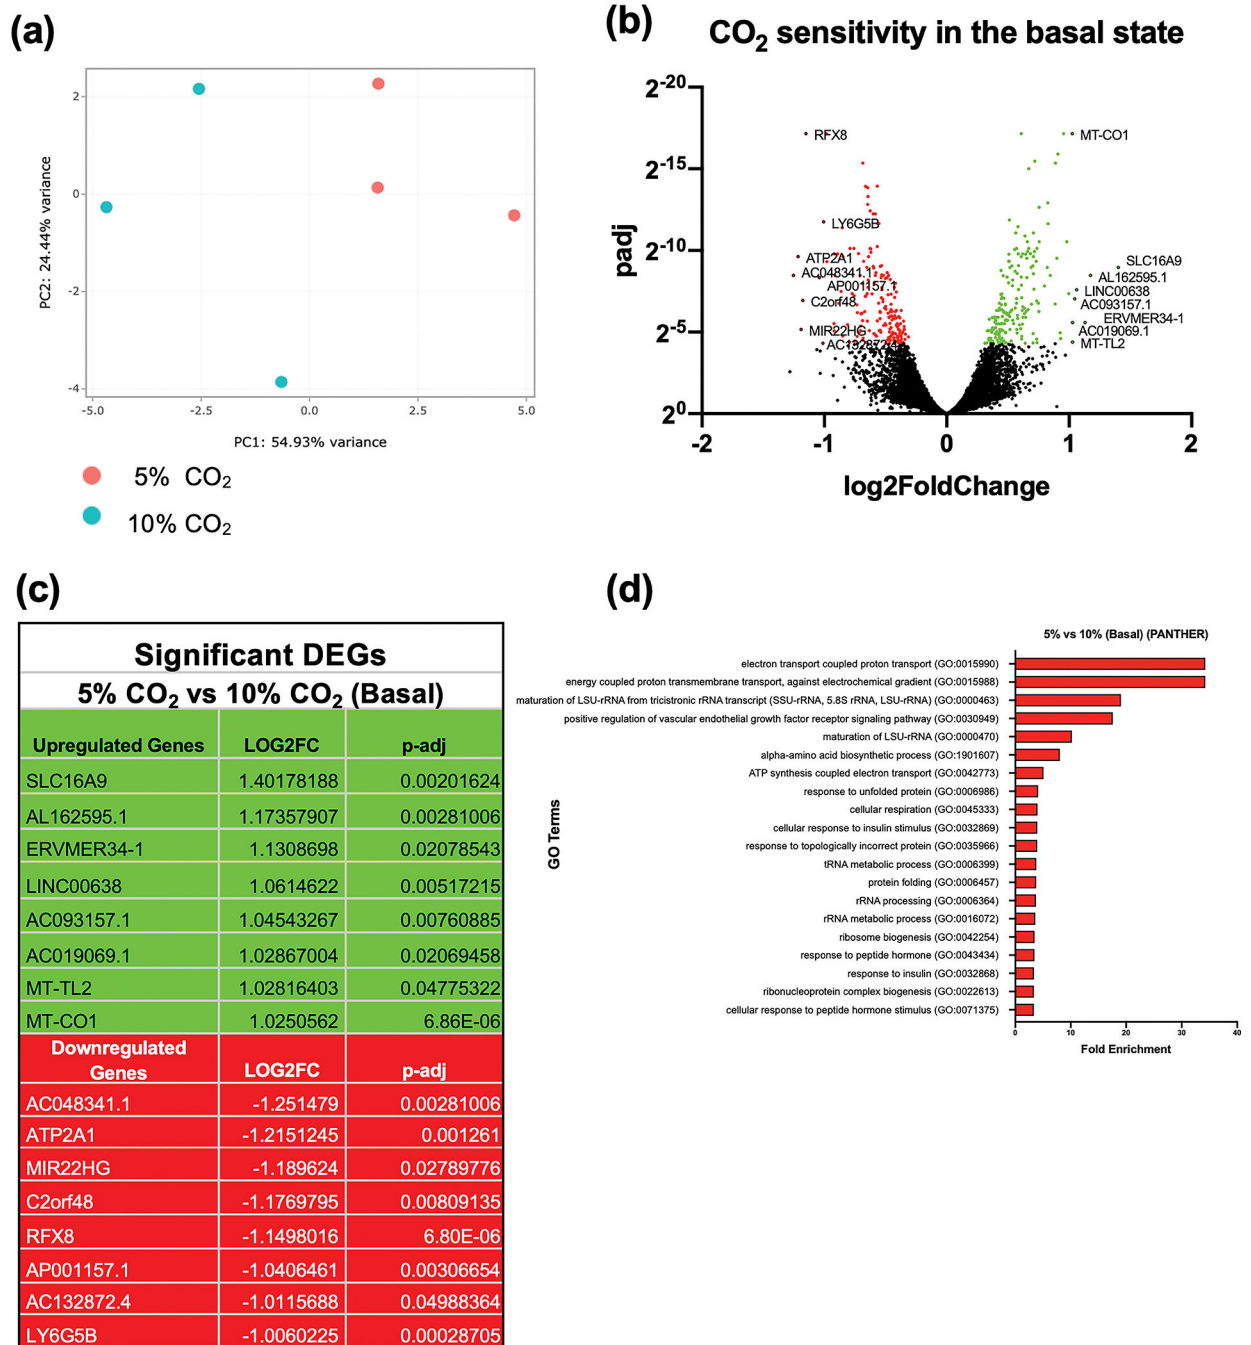 (a)
2
0
-2
-4
PC2: 24.44% variance
-5.0 -2.5 0.0 2.5 5.0
PC1: 54.93% variance
5% CO₂
10% CO₂
(b)
CO₂ sensitivity in the basal state
2⁻²⁰
2⁻¹⁵
2⁻¹⁰
2⁻⁵
2⁰
padj
RFX8
MT-CO1
LY6G5B
ATP2A1
SLC16A9
AC048341.1
AL162595.1
AP001157.1
LINC00638
C2orf48
AC093157.1
ERVMER34-1
MIR22HG
AC019069.1
AC132872.4
MT-TL2
-2 -1 0 1 2
log2FoldChange
(c)
Significant DEGs
5% CO₂ vs 10% CO₂ (Basal)
Upregulated Genes LOG2FC p-adj
SLC16A9 1.40178188 0.00201624
AL162595.1 1.17357907 0.00281006
ERVMER34-1 1.1308698 0.02078543
LINC00638 1.0614622 0.00517215
AC093157.1 1.04543267 0.00760885
AC019069.1 1.02867004 0.02069458
MT-TL2 1.02816403 0.04775322
MT-CO1 1.0250562 6.86E-06
Downregulated
Genes LOG2FC p-adj
AC048341.1 -1.251479 0.00281006
ATP2A1 -1.2151245 0.001261
MIR22HG -1.189624 0.02789776
C2orf48 -1.1769795 0.00809135
RFX8 -1.1498016 6.80E-06
AP001157.1 -1.0406461 0.00306654
AC132872.4 -1.0115688 0.04988364
LY6G5B -1.0060225 0.00028705
(d)
5% vs 10% (Basal) (PANTHER)
GO Terms
electron transport coupled proton transport (GO:0015990)
energy coupled proton transmembrane transport, against electrochemical gradient (GO:0015988)
maturation of LSU-rRNA from tricistronic rRNA transcript (SSU-rRNA, 5.8S rRNA, LSU-rRNA) (GO:0000463)
positive regulation of vascular endothelial growth factor receptor signaling pathway (GO:0030949)
maturation of LSU-rRNA (GO:0000470)
alpha-amino acid biosynthetic process (GO:1901607)
ATP synthesis coupled electron transport (GO:0042773)
response to unfolded protein (GO:0006986)
cellular respiration (GO:0045333)
cellular response to insulin stimulus (GO:0032869)
response to topologically incorrect protein (GO:0035966)
tRNA metabolic process (GO:0006399)
protein folding (GO:0006457)
rRNA processing (GO:0006364)
rRNA metabolic process (GO:0016072)
ribosome biogenesis (GO:0042254)
response to peptide hormone (GO:0043434)
response to insulin (GO:0032868)
ribonucleoprotein complex biogenesis (GO:0022613)
cellular response to peptide hormone stimulus (GO:0071375)
0 10 20 30 40
Fold Enrichment